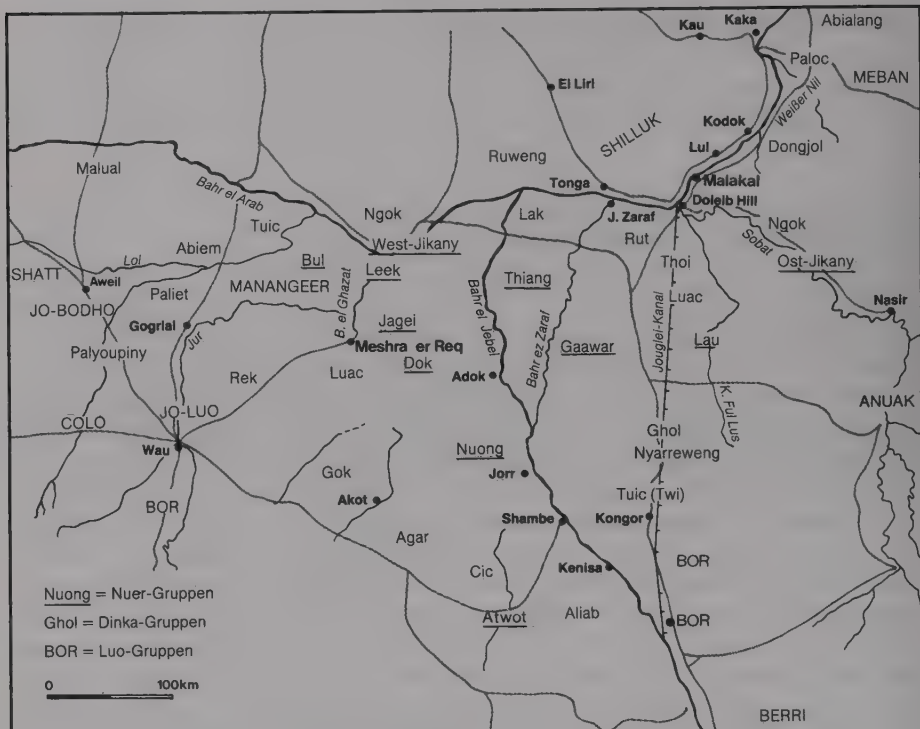 Kau
Kaka
Abialang
Paloc
MEBAN
El Liri
Weißer Nil
SHILLUK
Kodok
Lul
Dongjol
Malual
Ruweng
Malakal
Bahr el Arab
Tonga
Doleib Hill
Tuic
Ngok
Lak
J. Zaraf
Ngok
Rut
Sobat
West-Jikany
Abiem
Lol
Bul
Leek
Thiang
Thoi
Ost-Jikany
SHATT
Aweil
Paliet
MANANGEER
B. el Ghazat
Bahr el Jebel
Luac
Nasir
JO-BODHO
Gogrial
Jur
Jagei
Bahr ez Zaraf
Gaawar
Jouglei-Kanal
Lau
Palyoupiny
Meshra er Req
Dok
Rek
Luac
Adok
K. Ful Lus
ANUAK
JO-LUO
COLO
Wau
Nuong
Ghol
Nyarreweng
Gok
Jorr
Akot
Tuic (Twi)
BOR
Shambe
Kongor
Agar
Cic
Kenisa
BOR
Nuong = Nuer-Gruppen
Atwot
Aliab
Ghol = Dinka-Gruppen
BOR
BOR = Luo-Gruppen
0 100km
BERRI